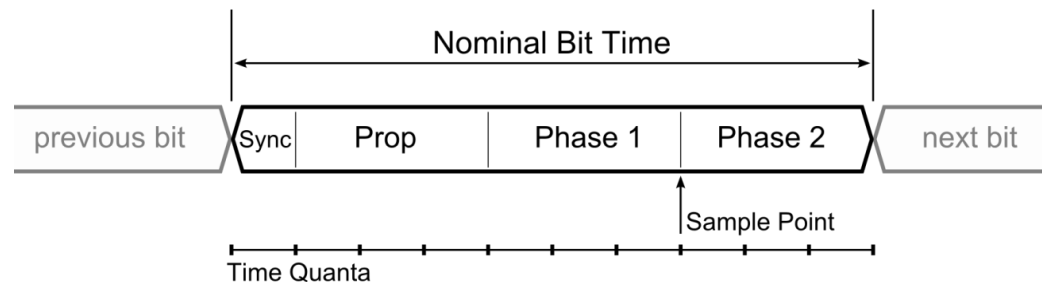 Nominal Bit Time
previous bit
Sync
Prop
Phase 1
Phase 2
next bit
Sample Point
Time Quanta